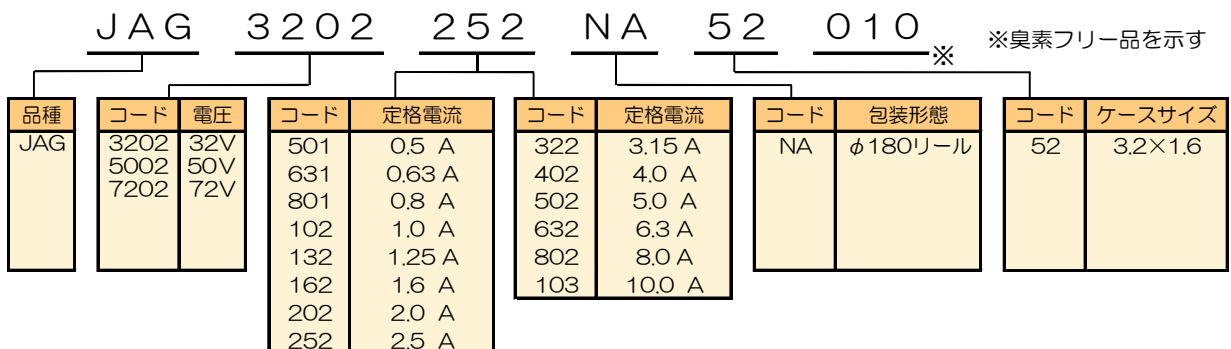 JAG 3202 252 NA 52 010※ ※臭素フリー品を示す
品種 コード 電圧 コード 定格電流 コード 定格電流 コード 包装形態 コード ケースサイズ
JAG 3202 32V 501 0.5 A 322 3.15 A NA φ180リール 52 3.2×1.6
5002 50V 631 0.63 A 402 4.0 A
7202 72V 801 0.8 A 502 5.0 A
102 1.0 A 632 6.3 A
132 1.25 A 802 8.0 A
162 1.6 A 103 10.0 A
202 2.0 A
252 2.5 A